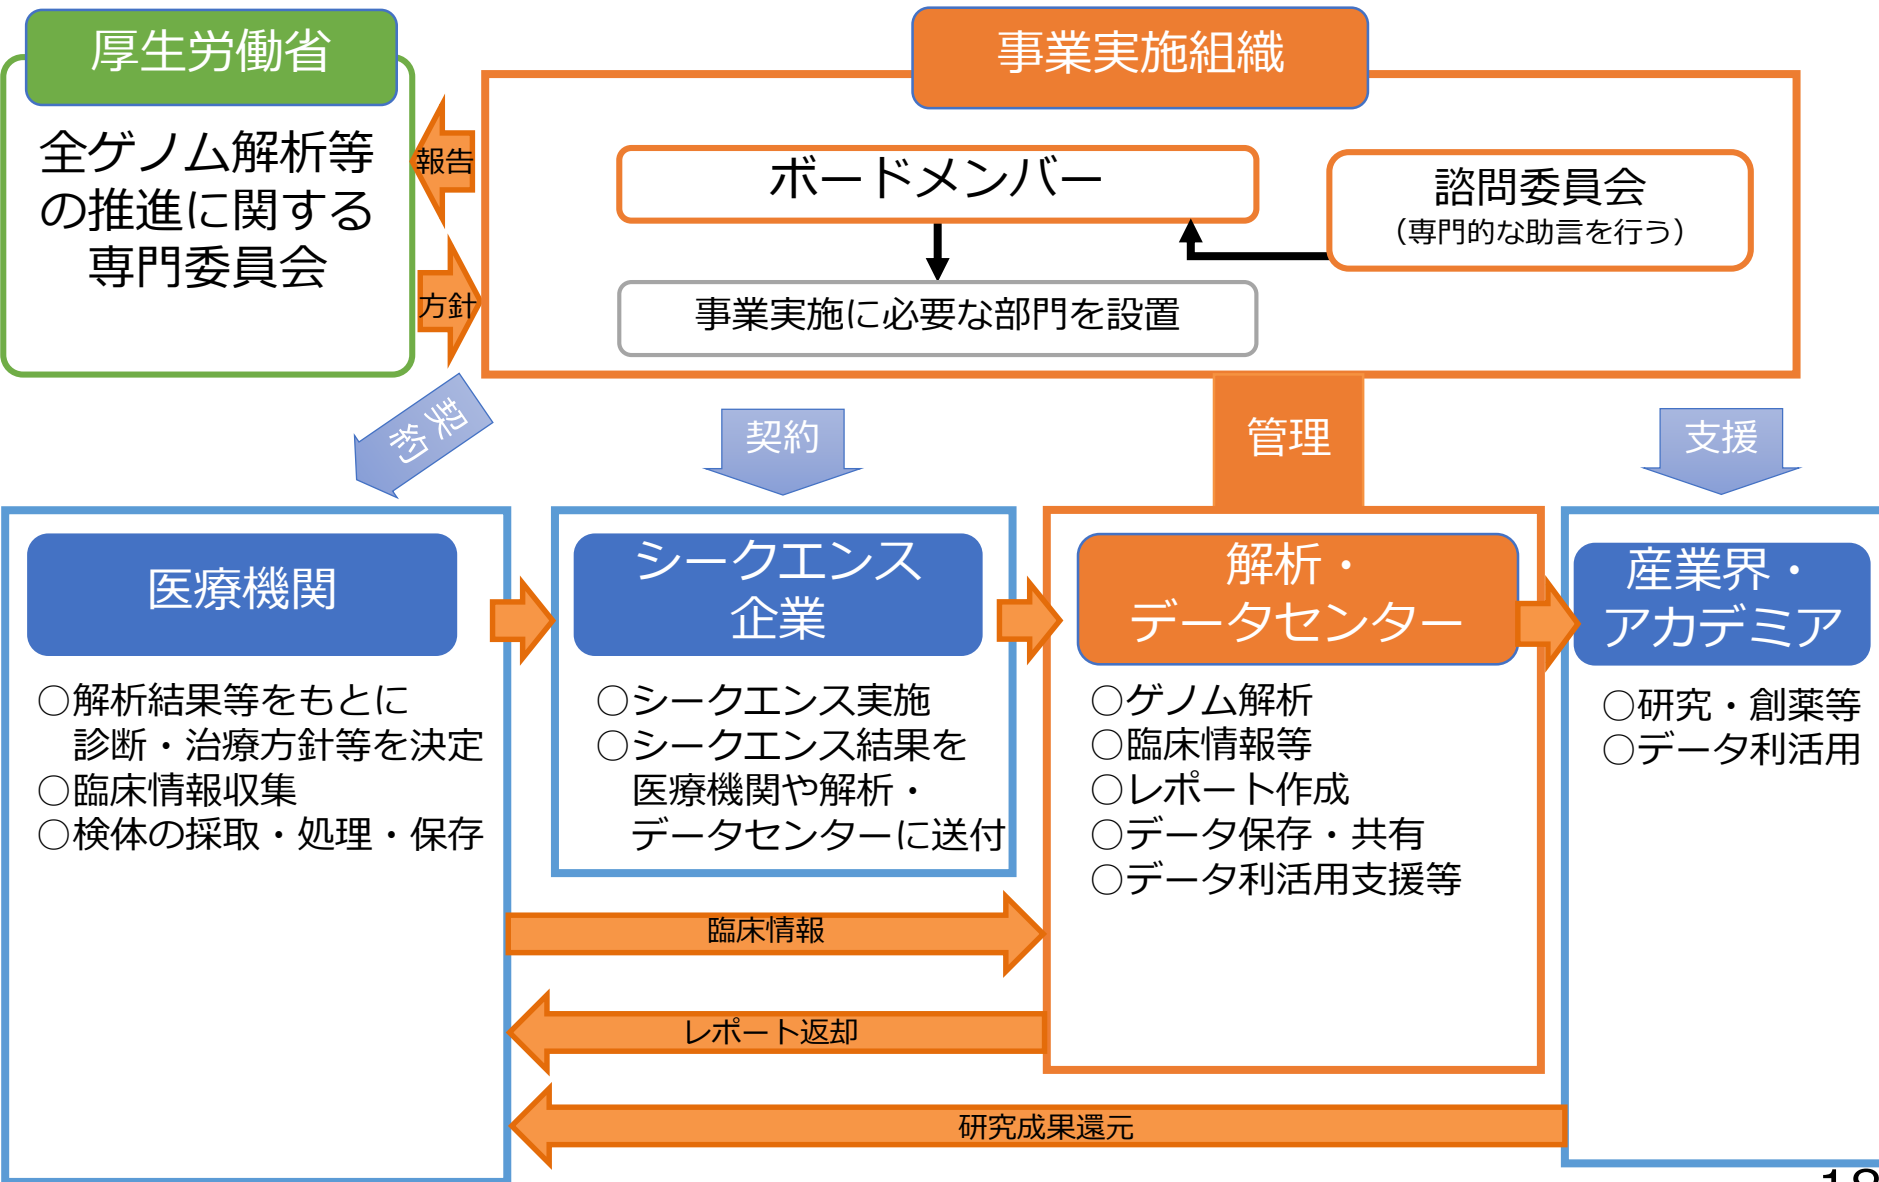 厚生労働省
全ゲノム解析等
の推進に関する
専門委員会
報告
方針
事業実施組織
ボードメンバー
諮問委員会
（専門的な助言を行う）
事業実施に必要な部門を設置
契約
契約
管理
支援
医療機関
○解析結果等をもとに
診断・治療方針等を決定
○臨床情報収集
○検体の採取・処理・保存
シークエンス
企業
○シークエンス実施
○シークエンス結果を
医療機関や解析・
データセンターに送付
解析・
データセンター
○ゲノム解析
○臨床情報等
○レポート作成
○データ保存・共有
○データ利活用支援等
産業界・
アカデミア
○研究・創薬等
○データ利活用
臨床情報
レポート返却
研究成果還元